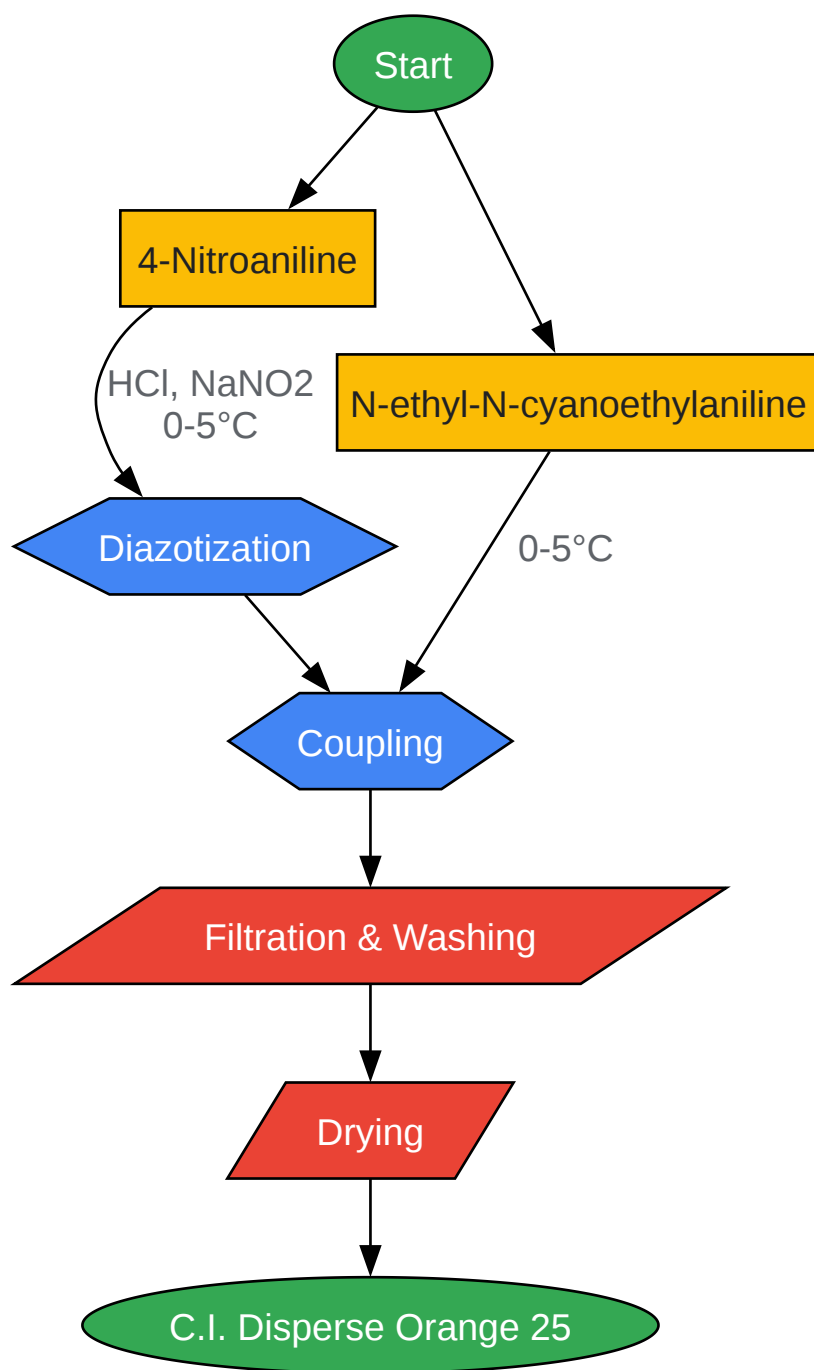 Start
4-Nitroaniline
HCl, NaNO2
0-5°C
N-ethyl-N-cyanoethylaniline
Diazotization
0-5°C
Coupling
Filtration & Washing
Drying
C.I. Disperse Orange 25